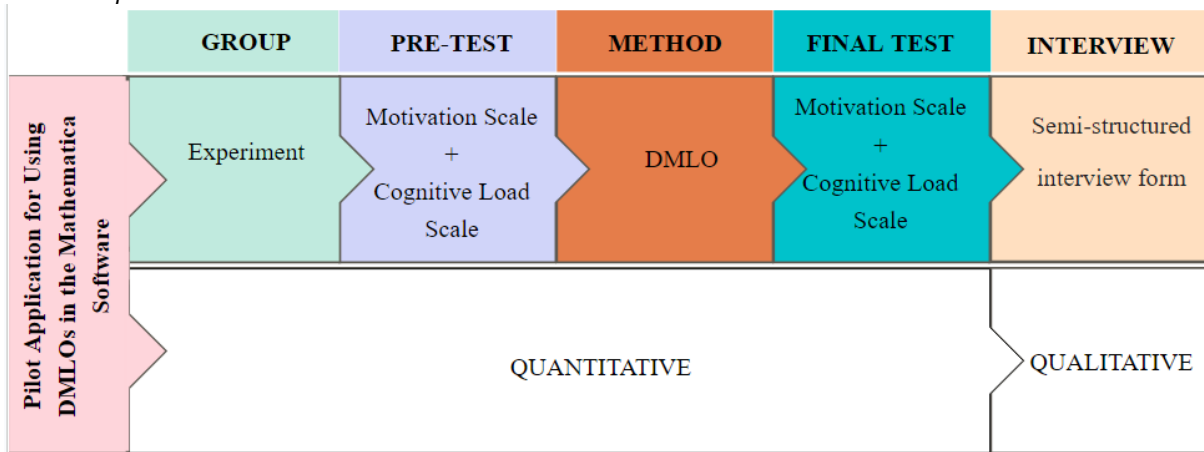 GROUP
PRE-TEST
METHOD
FINAL TEST
INTERVIEW
Pilot Application for Using
DMLOs in the Mathematica
Software
Experiment
Motivation Scale
+
Cognitive Load
Scale
DMLO
Motivation Scale
+
Cognitive Load
Scale
Semi-structured
interview form
QUANTITATIVE
QUALITATIVE